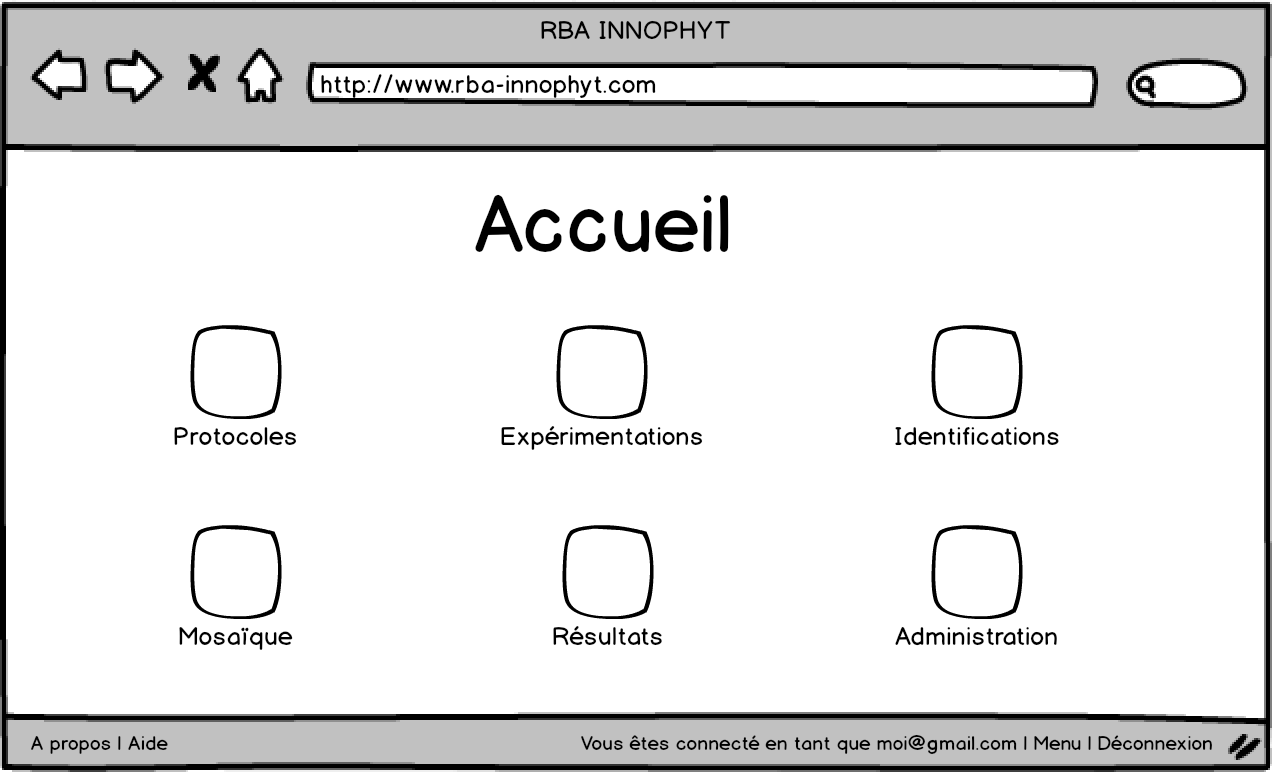 RBA INNOPHYT
http://www.rba-innophyt.com
Accueil
Protocoles Expérimentations Identifications
Mosaïque Résultats Administration
A propos | Aide Vous êtes connecté en tant que moi@gmail.com | Menu | Déconnexion